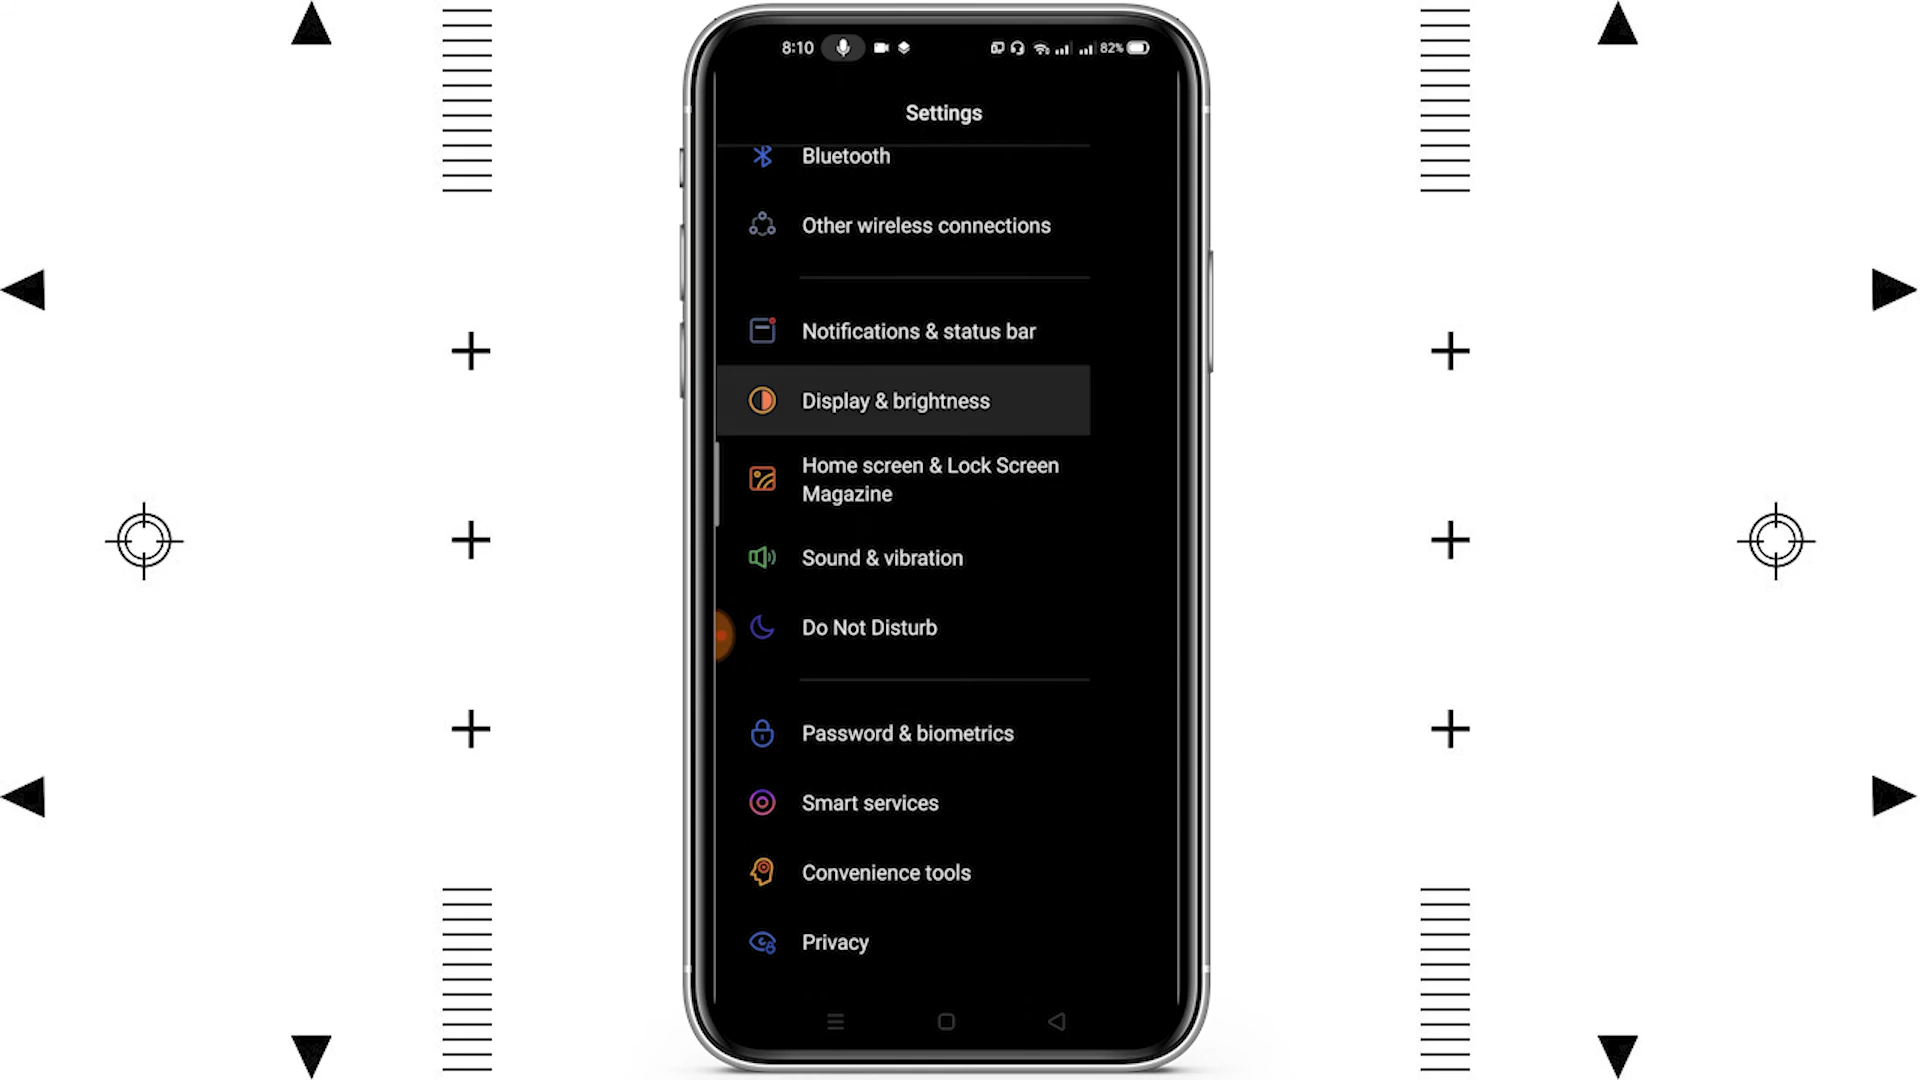 8:10
82%
Settings
Bluetooth
Other wireless connections
Notifications & status bar
Display & brightness
Home screen & Lock Screen
Magazine
Sound & vibration
Do Not Disturb
Password & biometrics
Smart services
Convenience tools
Privacy